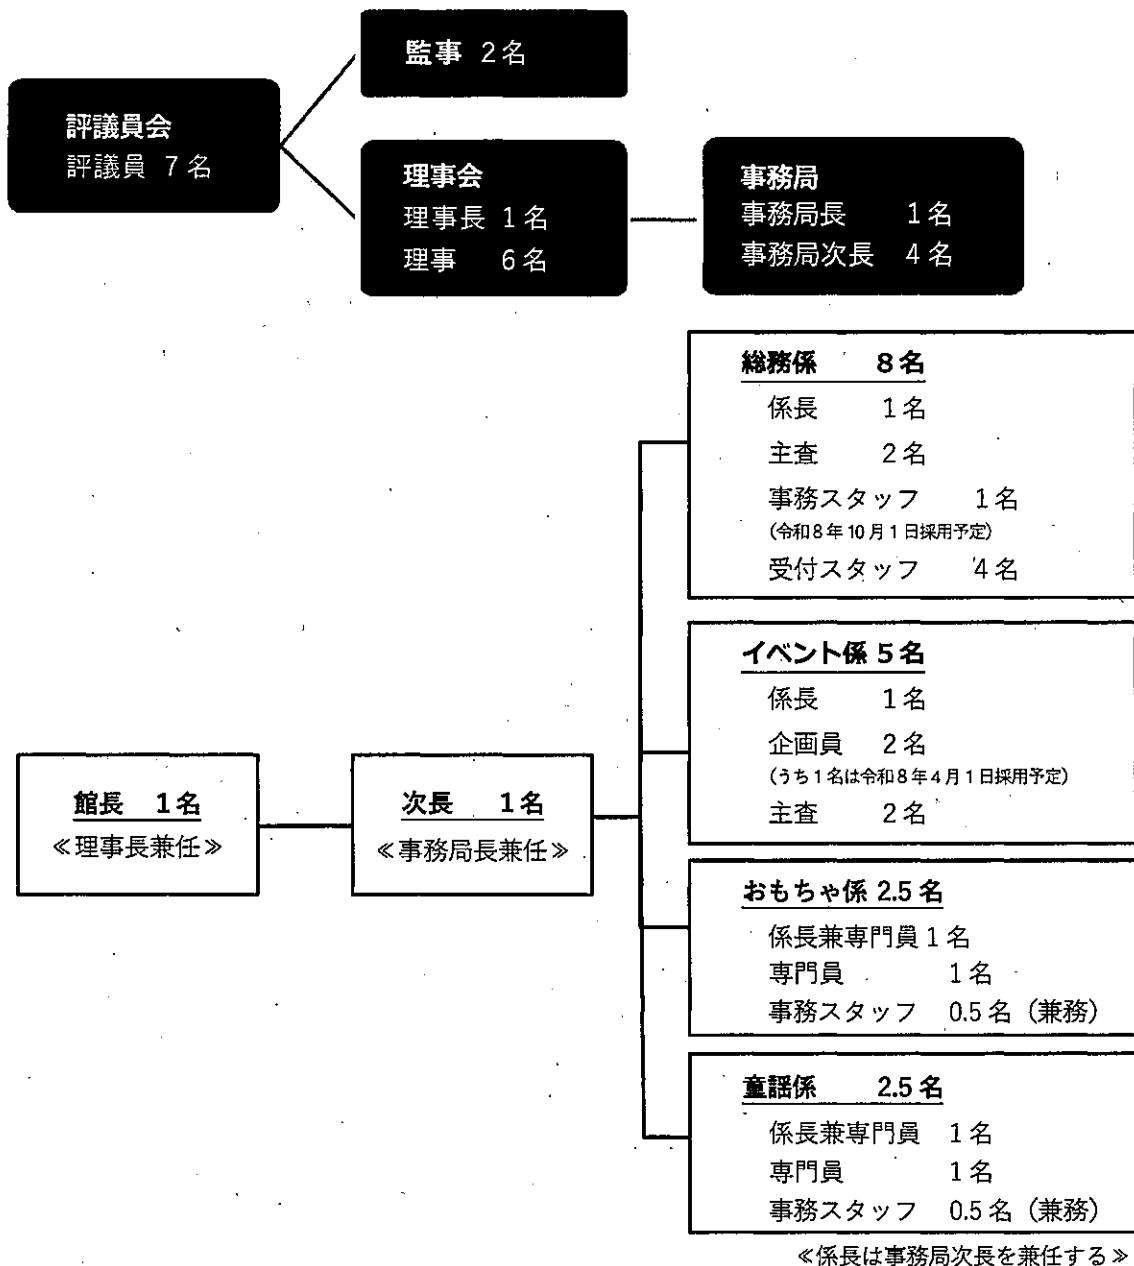 監事 2名
評議員会
評議員 7名
理事会
理事長 1名
理事 6名
事務局
事務局長 1名
事務局次長 4名
総務係 8名
係長 1名
主査 2名
事務スタッフ 1名
(令和8年10月1日採用予定)
受付スタッフ 4名
イベント係 5名
係長 1名
企画員 2名
(うち1名は令和8年4月1日採用予定)
主査 2名
館長 1名
≪理事長兼任≫
次長 1名
≪事務局長兼任≫
おもちゃ係 2.5名
係長兼専門員 1名
専門員 1名
事務スタッフ 0.5名（兼務）
童謡係 2.5名
係長兼専門員 1名
専門員 1名
事務スタッフ 0.5名（兼務）
≪係長は事務局次長を兼任する≫